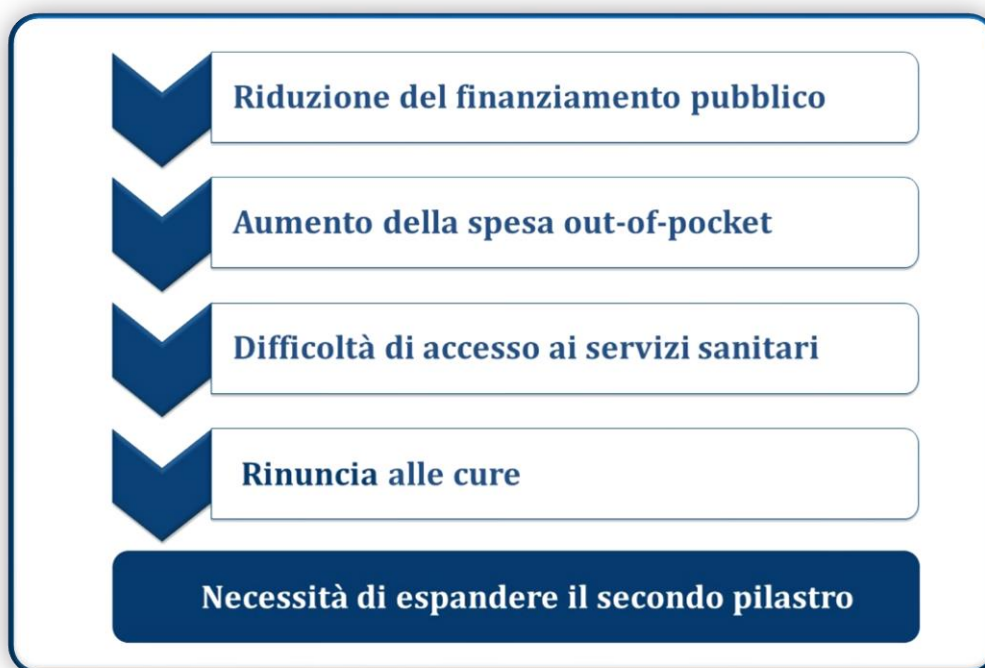 Riduzione del finanziamento pubblico
Aumento della spesa out-of-pocket
Difficoltà di accesso ai servizi sanitari
Rinuncia alle cure
Necessità di espandere il secondo pilastro